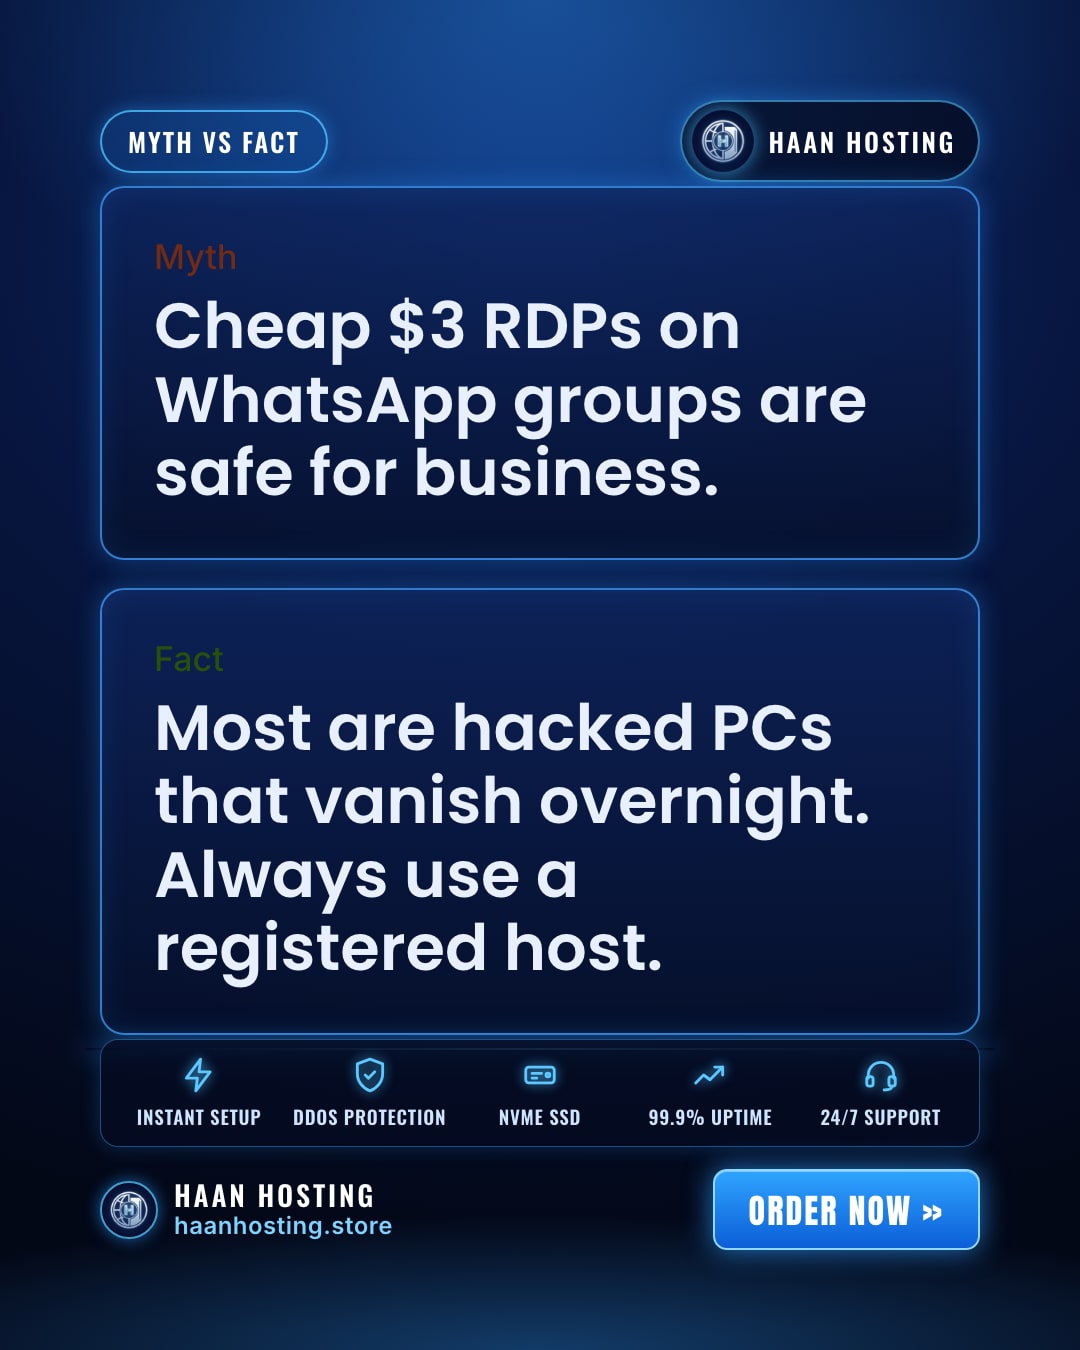 MYTH VS FACT
HAAN HOSTING
Myth
Cheap $3 RDPs on
WhatsApp groups are
safe for business.
Fact
Most are hacked PCs
that vanish overnight.
Always use a
registered host.
INSTANT SETUP
DDOS PROTECTION
NVME SSD
99.9% UPTIME
24/7 SUPPORT
HAAN HOSTING
haanhosting.store
ORDER NOW »